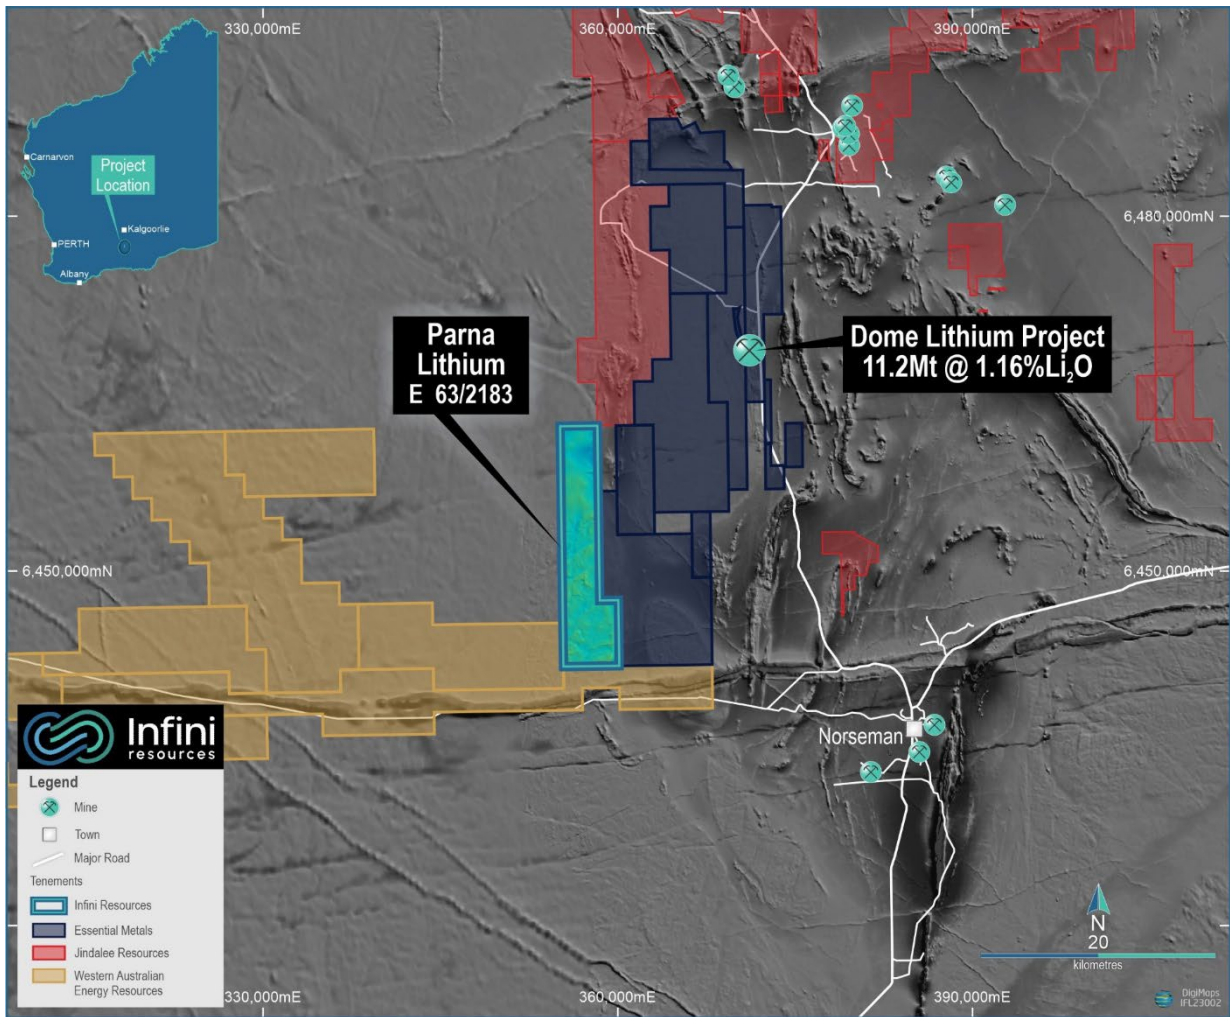 330,000mE
360,000mE
390,000mE
Carnarvon
Project
Location
Kalgoorlie
PERTH
Albany
6,480,000mN
Parna
Lithium
E 63/2183
Dome Lithium Project
11.2Mt @ 1.16%Li₂O
6,450,000mN
6,450,000mN
Norseman
Infini
resources
Legend
Mine
Town
Major Road
Tenements
Infini Resources
Essential Metals
Jindalee Resources
Western Australian
Energy Resources
N
20
kilometres
330,000mE
360,000mE
390,000mE
DigiMaps
IFL23002